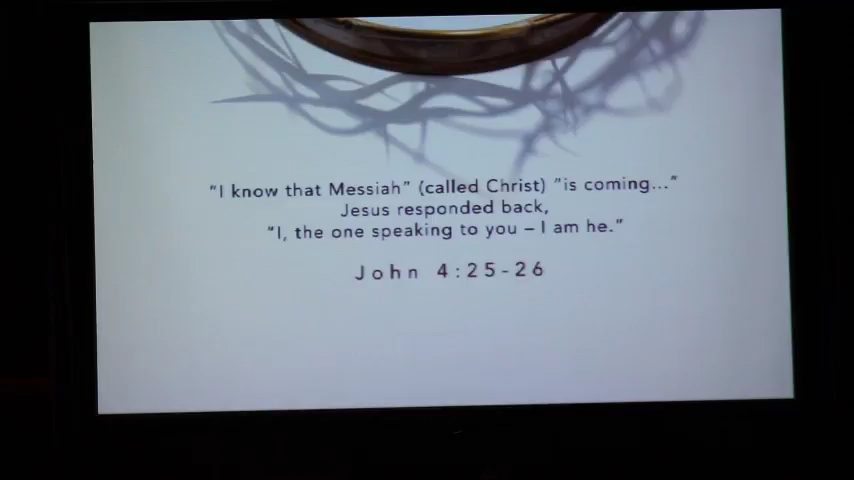 “I know that Messiah” (called Christ) “is coming...”
Jesus responded back,
“I, the one speaking to you – I am he.”
John 4:25-26